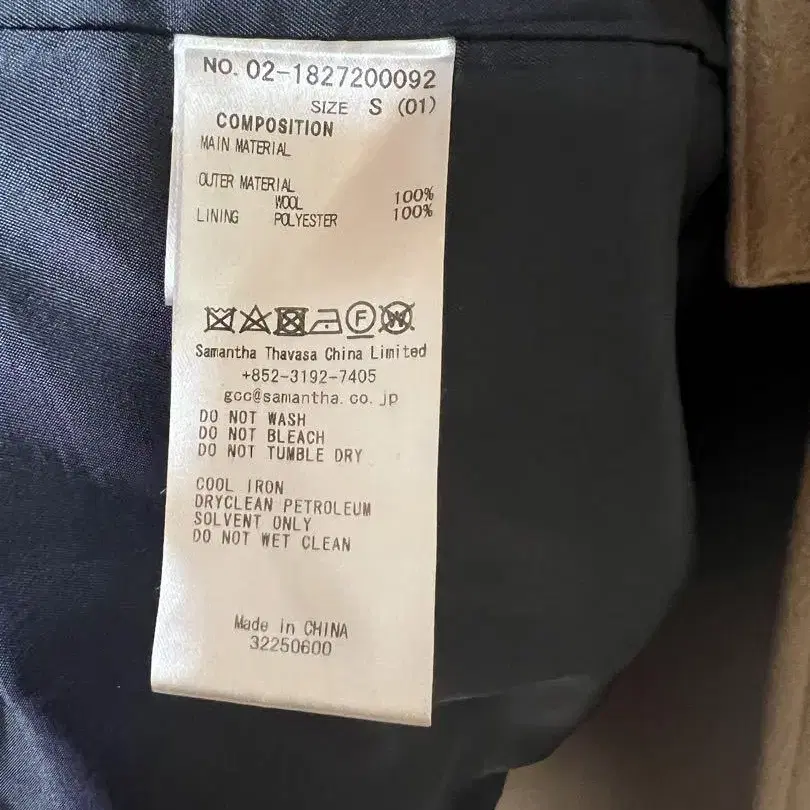 NO. 02-1827200092
SIZE S (01)
COMPOSITION
MAIN MATERIAL
OUTER MATERIAL
WOOL 100%
LINING POLYESTER 100%
F W
Samantha Thavasa China Limited
+852-3192-7405
gcc@samantha.co.jp
DO NOT WASH
DO NOT BLEACH
DO NOT TUMBLE DRY
COOL IRON
DRYCLEAN PETROLEUM
SOLVENT ONLY
DO NOT WET CLEAN
Made in CHINA
32250600